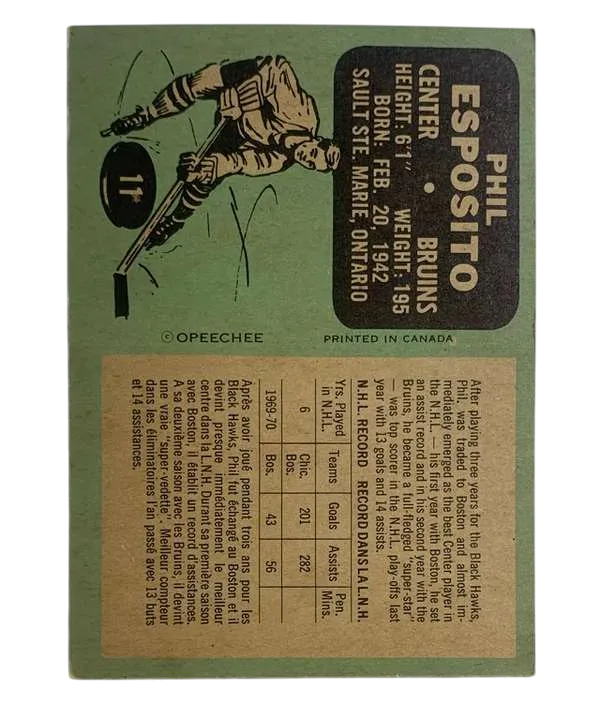 PHIL
ESPOSITO
CENTER • BRUINS
HEIGHT: 6'1" WEIGHT: 195
BORN: FEB. 20, 1942
SAULT STE. MARIE, ONTARIO
11
© OPEECHEE
PRINTED IN CANADA
After playing three years for the Black Hawks,
Phil, was traded to Boston and almost im-
mediately emerged as the best Center player in
the N.H.L. — his first year with Boston, he set
an assist record and in his second year with the
Bruins, he became a full-fledged "super-star"
— was top scorer in the N.H.L. play-offs last
year with 13 goals and 14 assists.
N.H.L. RECORD RECORD DANS LA L.N.H.
Yrs. Played in N.H.L. Teams Goals Assists Pen. Mins.
6 Chic. Bos. 201 282
1969-70 Bos. 43 56
Après avoir joué pendant trois ans pour les
Black Hawks, Phil fut échangé au Boston et il
devint presque immédiatement le meilleur
centre dans la L.N.H. Durant sa première saison
avec Boston, il établit un record d'assistances.
A sa deuxième saison avec les Bruins, il devint
une vraie "super-vedette". Meilleur compteur
dans les éliminatoires l'an passé avec 13 buts
et 14 assistances.